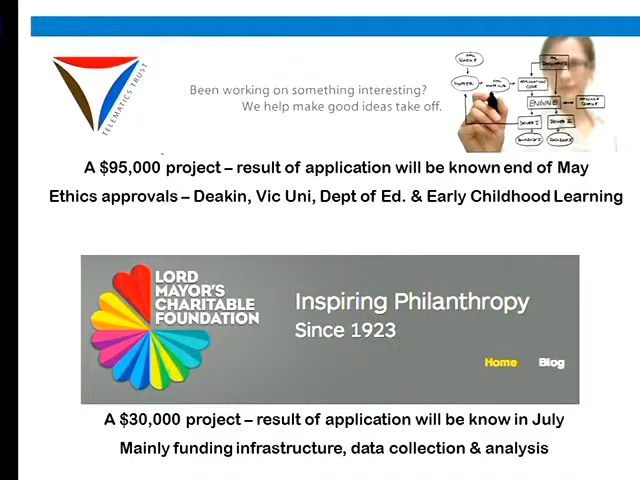 TELEMATICS TRUST
Been working on something interesting?
We help make good ideas take off.
ENGINE
A $95,000 project – result of application will be known end of May
Ethics approvals – Deakin, Vic Uni, Dept of Ed. & Early Childhood Learning
LORD
MAYOR'S
CHARITABLE
FOUNDATION
Inspiring Philanthropy
Since 1923
Home Blog
A $30,000 project – result of application will be know in July
Mainly funding infrastructure, data collection & analysis